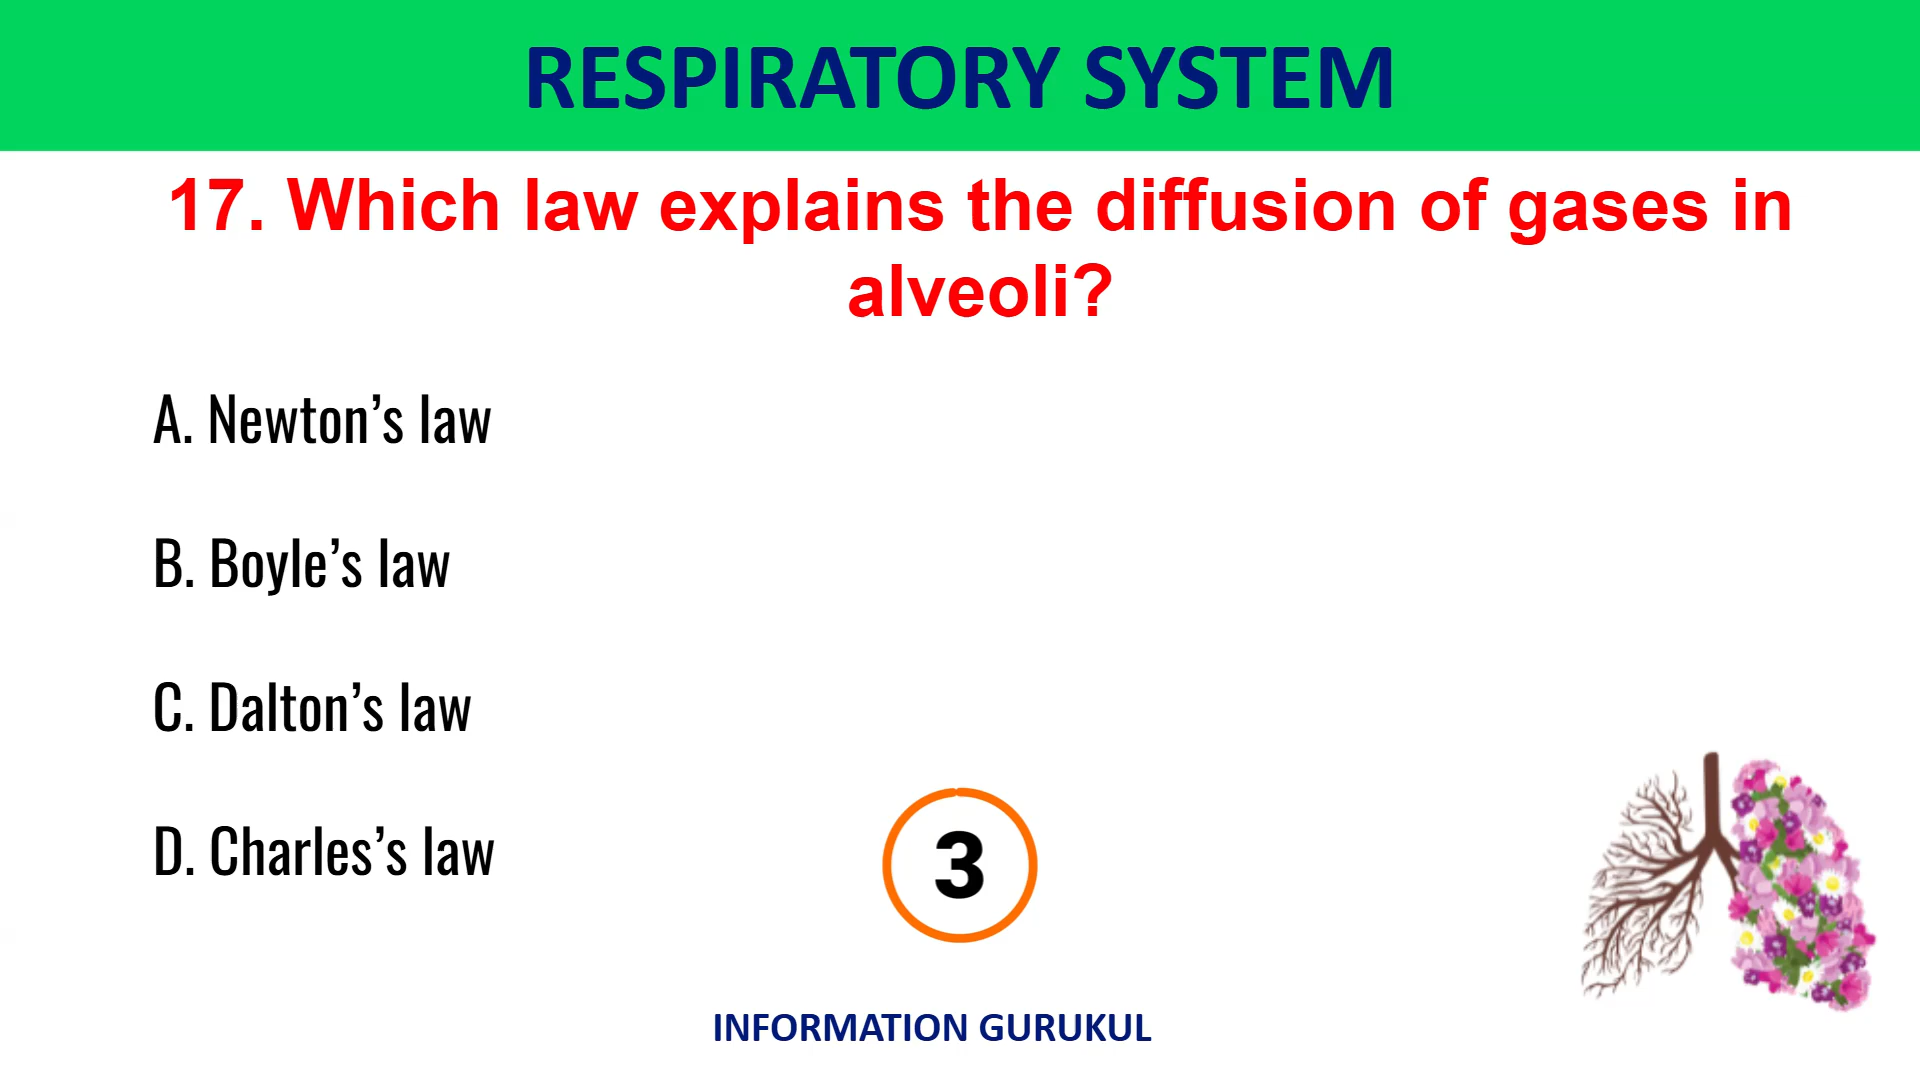 RESPIRATORY SYSTEM
17. Which law explains the diffusion of gases in
alveoli?
A. Newton’s law
B. Boyle’s law
C. Dalton’s law
D. Charles’s law
3
INFORMATION GURUKUL